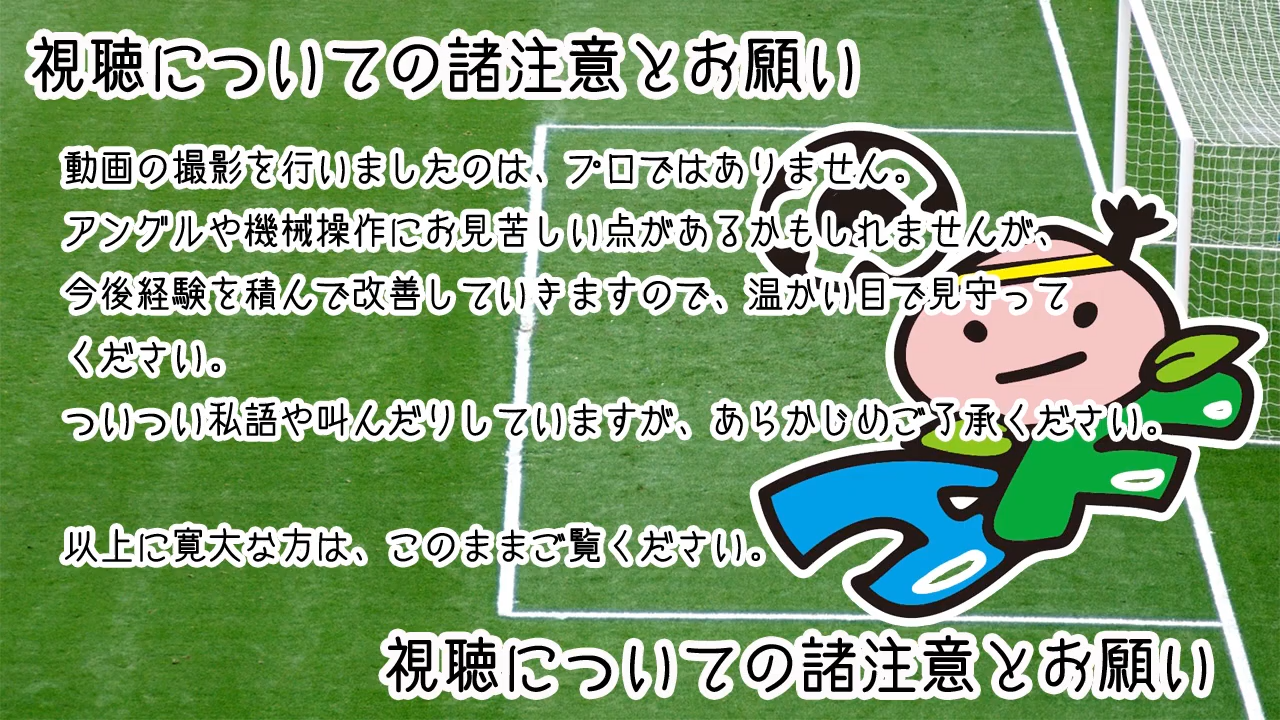 視聴についての諸注意とお願い
動画の撮影を行いましたのは、プロではありません。
アングルや機械操作にお見苦しい点があるかもしれませんが、
今後経験を積んで改善していきますので、温かい目で見守って
ください。
ついつい私語や叫んだりしていますが、あらかじめご了承ください。
以上に寛大な方は、このままご覧ください。
視聴についての諸注意とお願い